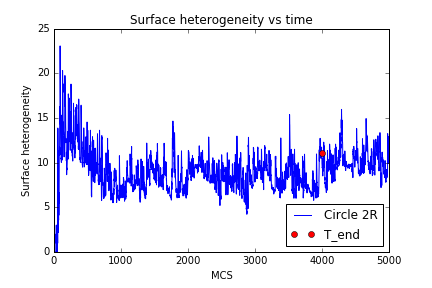 Surface heterogeneity vs time
25
20
15
10
5
0
Surface heterogeneity
0 1000 2000 3000 4000 5000
MCS
Circle 2R
T_end